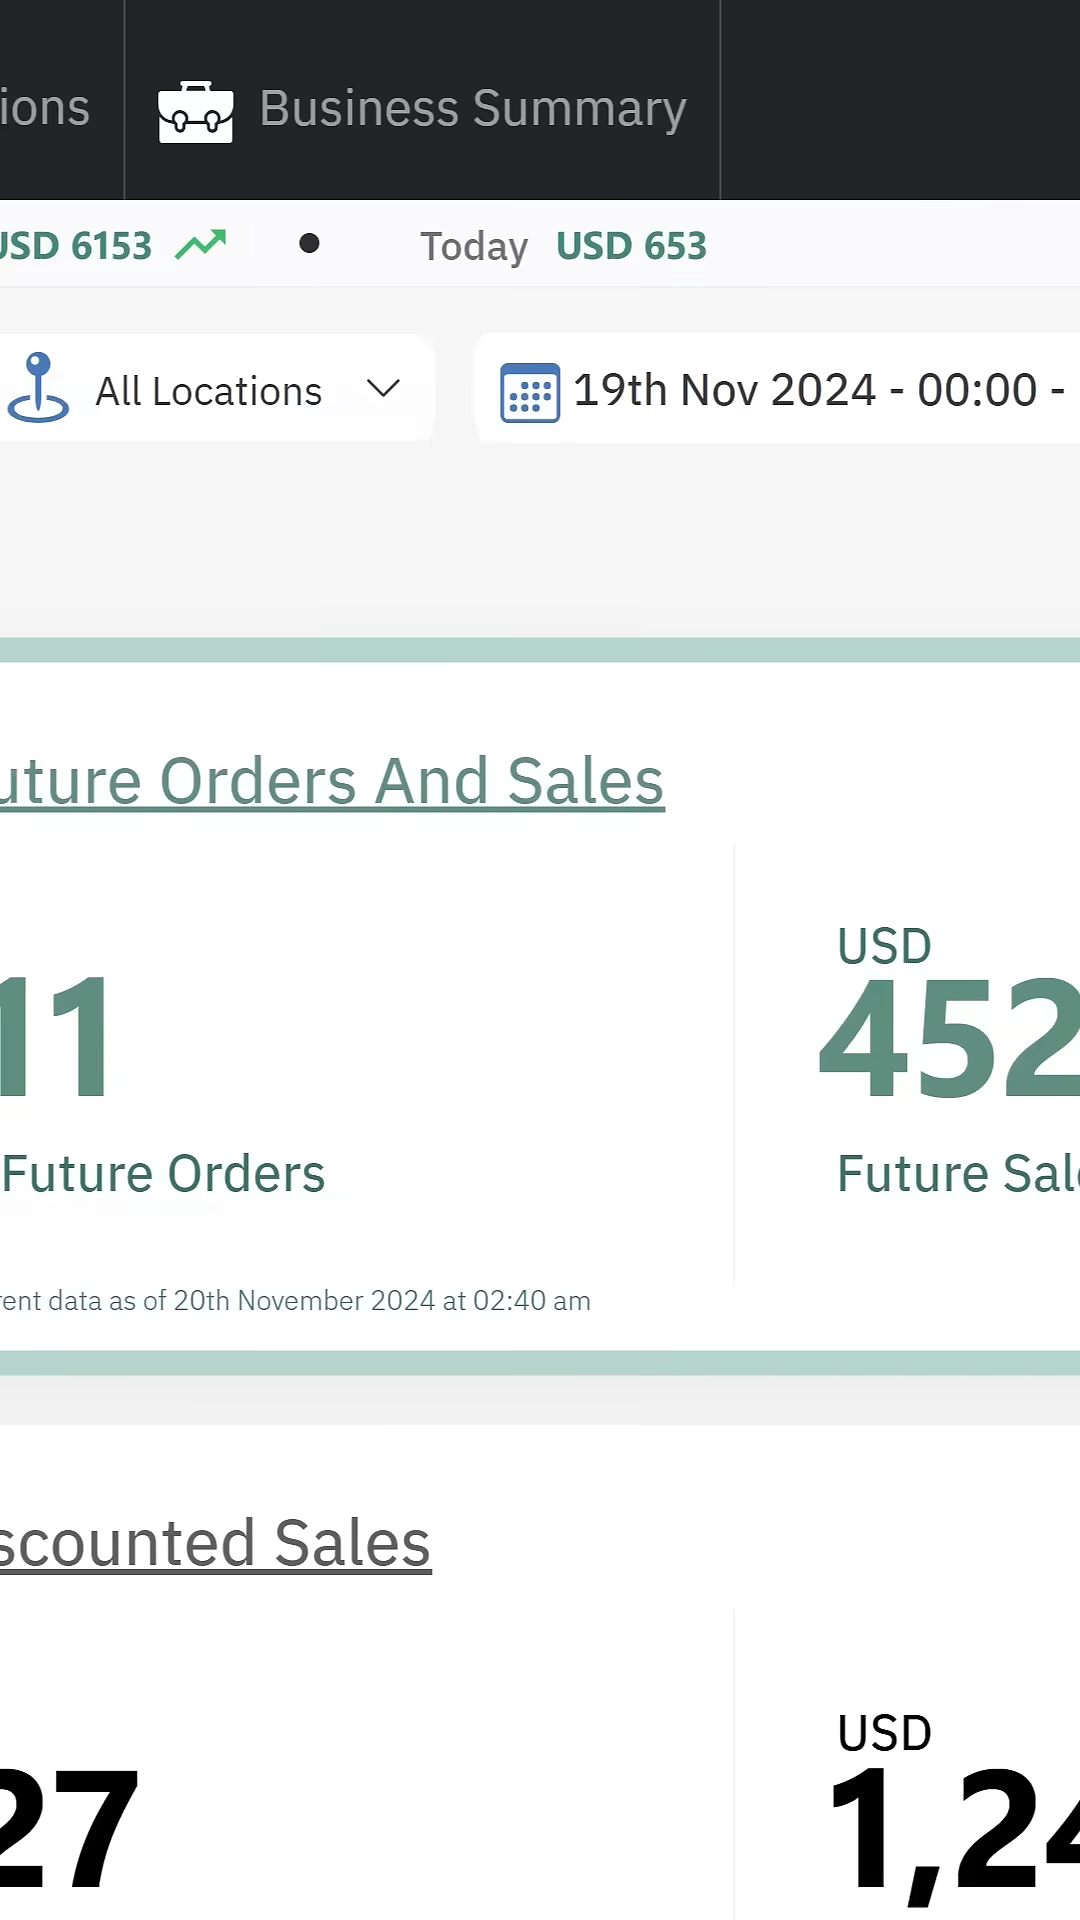 ions
Business Summary
USD 6153
Today USD 653
All Locations
19th Nov 2024 - 00:00 -
uture Orders And Sales
11
Future Orders
USD
452
Future Sale
rent data as of 20th November 2024 at 02:40 am
scounted Sales
27
USD
1,24